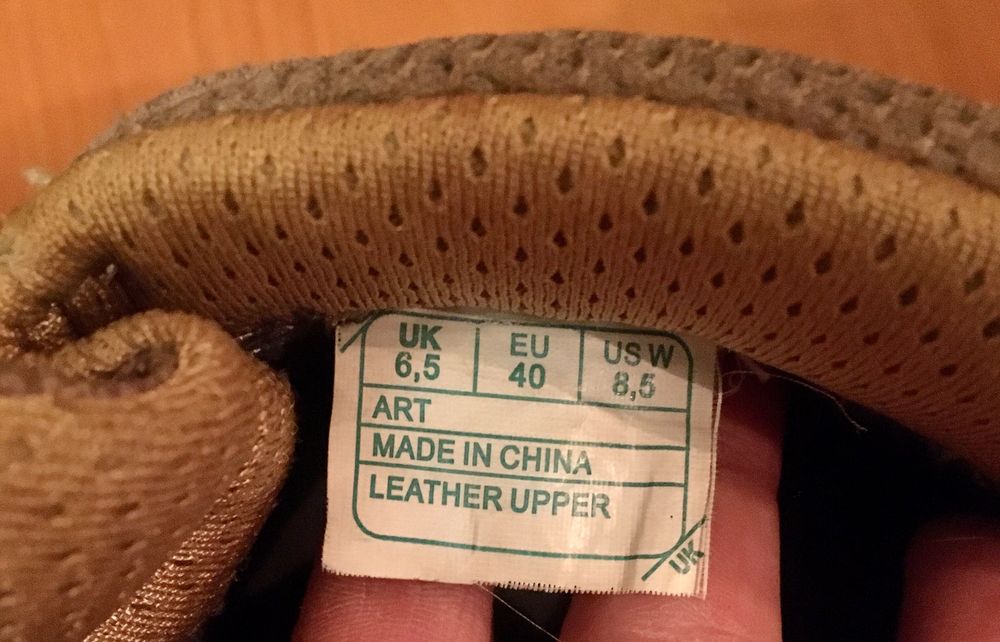 UK EU US W
6,5 40 8,5
ART
MADE IN CHINA
LEATHER UPPER
UK